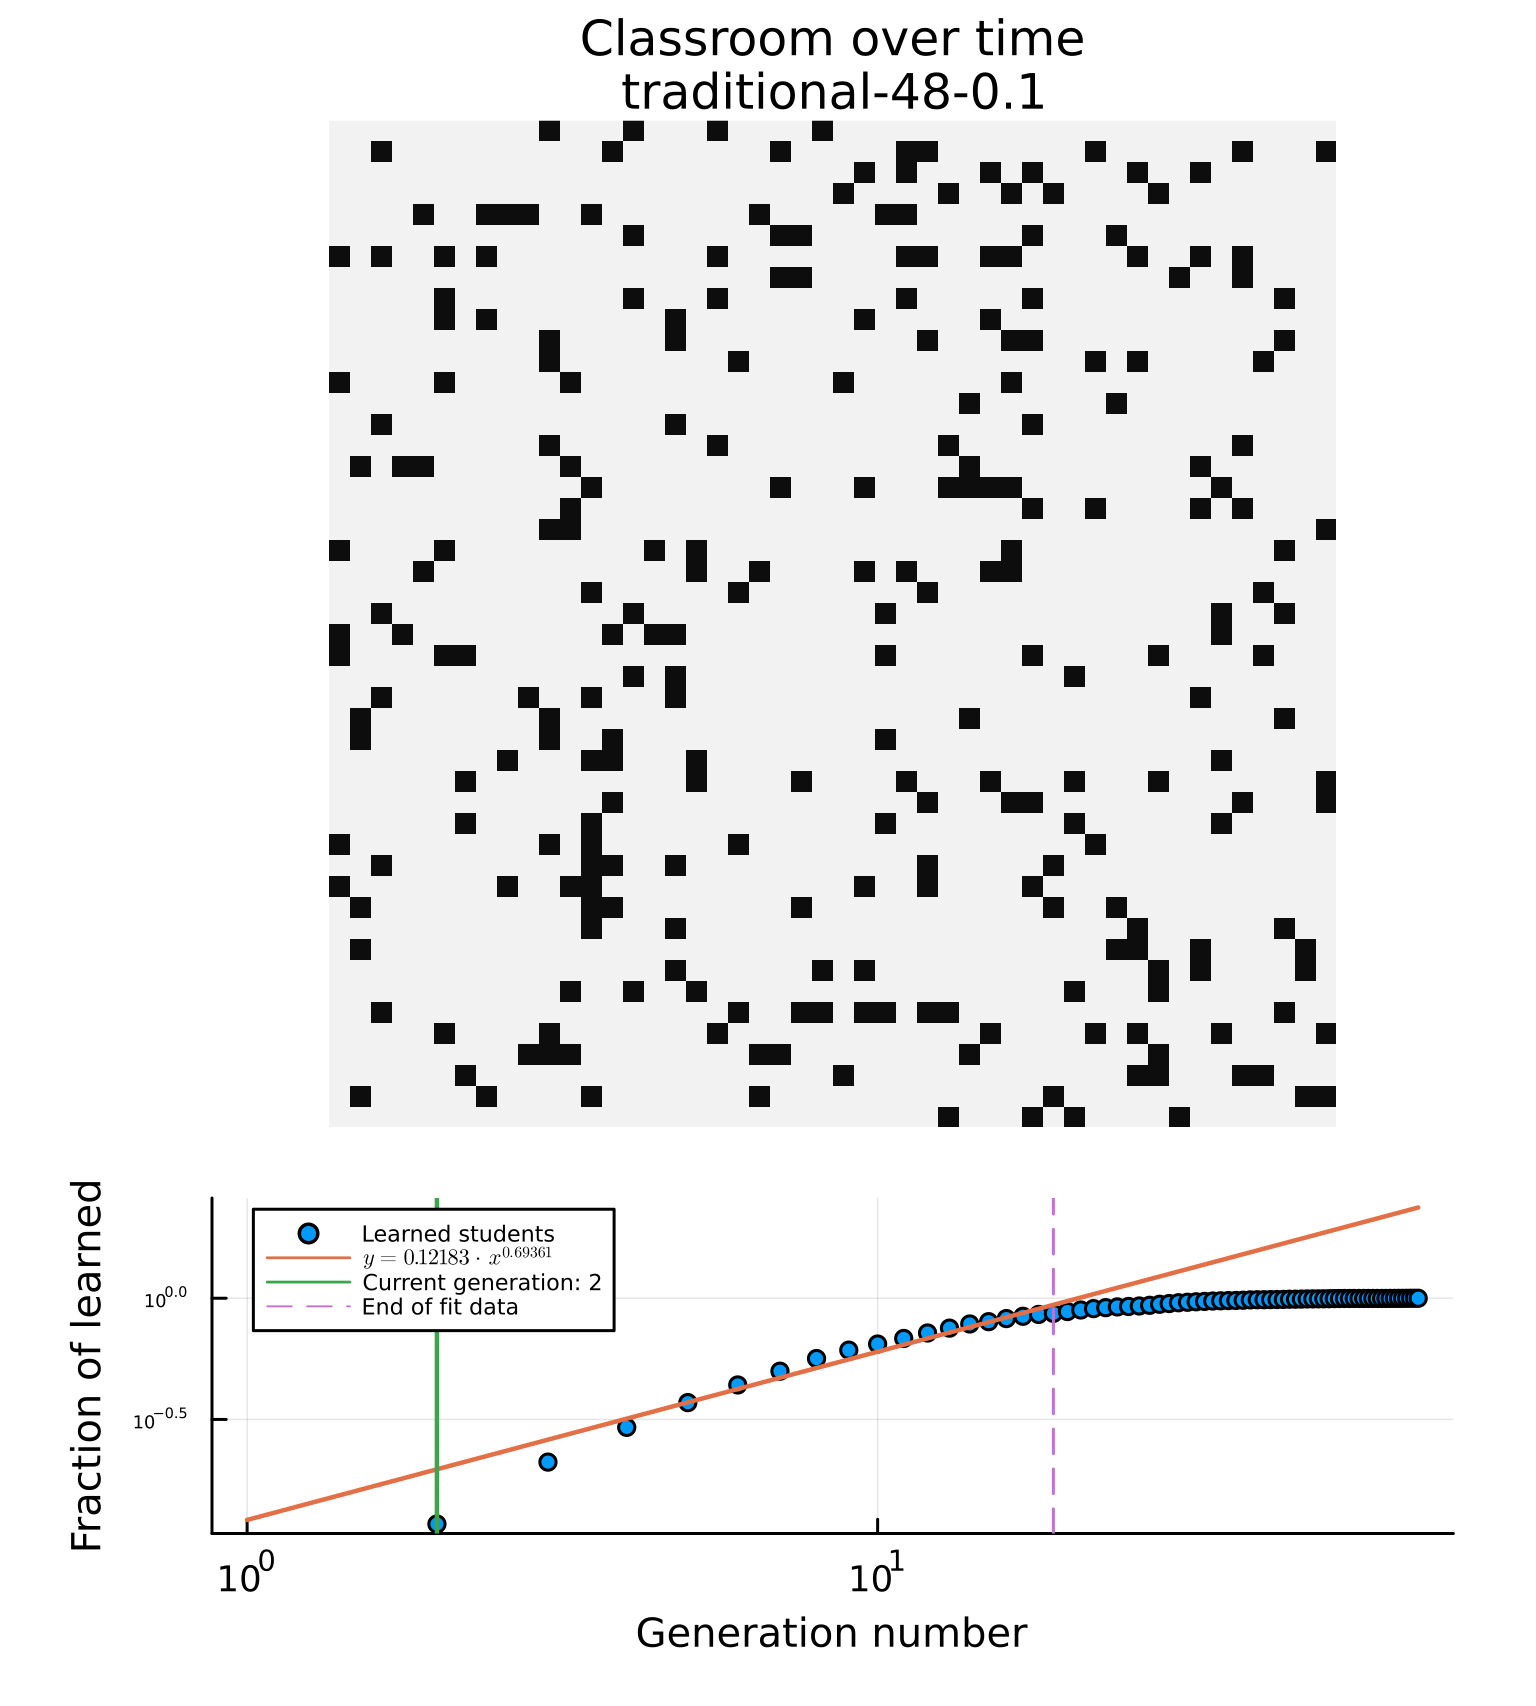 Classroom over time
traditional-48-0.1
Fraction of learned
10^0.0
10^−0.5
Learned students
y = 0.12183 · x^0.69361
Current generation: 2
End of fit data
10^0
10^1
Generation number